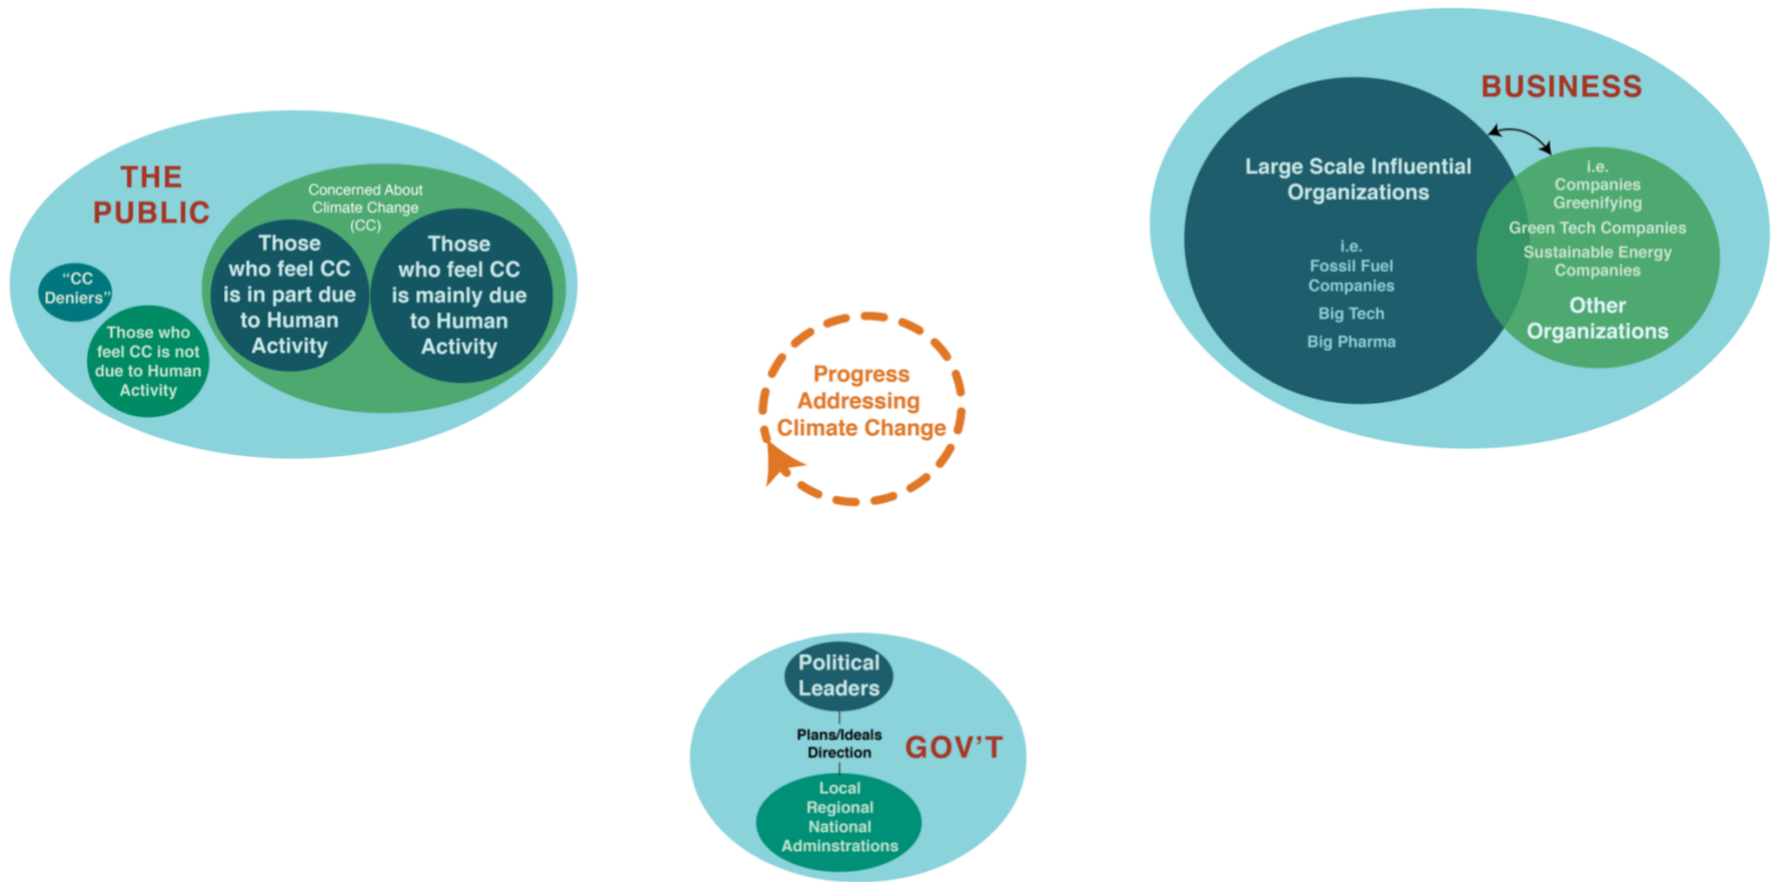 THE
PUBLIC
Concerned About
Climate Change
(CC)
"CC
Deniers"
Those who
feel CC is not
due to Human
Activity
Those
who feel CC
is in part due
to Human
Activity
Those
who feel CC
is mainly due
to Human
Activity
BUSINESS
Large Scale Influential
Organizations
i.e.
Fossil Fuel
Companies
Big Tech
Big Pharma
i.e.
Companies
Greenifying
Green Tech Companies
Sustainable Energy
Companies
Other
Organizations
Progress
Addressing
Climate Change
Political
Leaders
Plans/Ideals
Direction
GOV'T
Local
Regional
National
Adminstrations